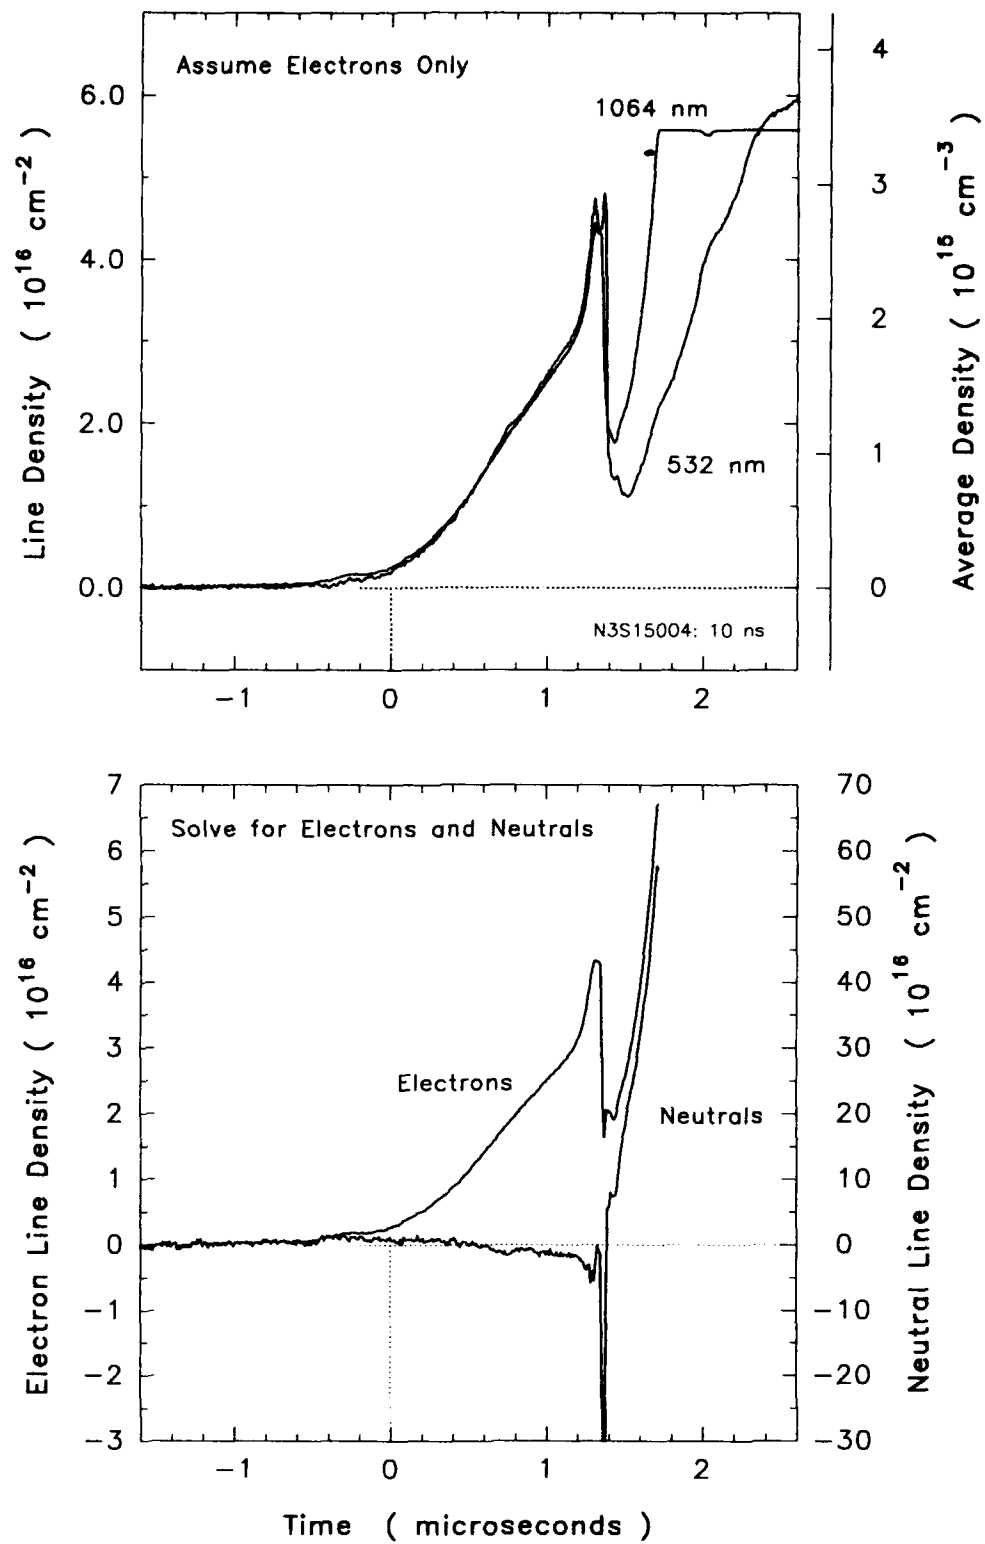 Assume Electrons Only
1064 nm
532 nm
N3S15004: 10 ns
Line Density ( 10^16 cm^-2 )
6.0
4.0
2.0
0.0
Average Density ( 10^15 cm^-3 )
4
3
2
1
0
-1 0 1 2
Solve for Electrons and Neutrals
Electrons
Neutrals
Electron Line Density ( 10^16 cm^-2 )
7
6
5
4
3
2
1
0
-1
-2
-3
Neutral Line Density ( 10^16 cm^-2 )
70
60
50
40
30
20
10
0
-10
-20
-30
-1 0 1 2
Time ( microseconds )